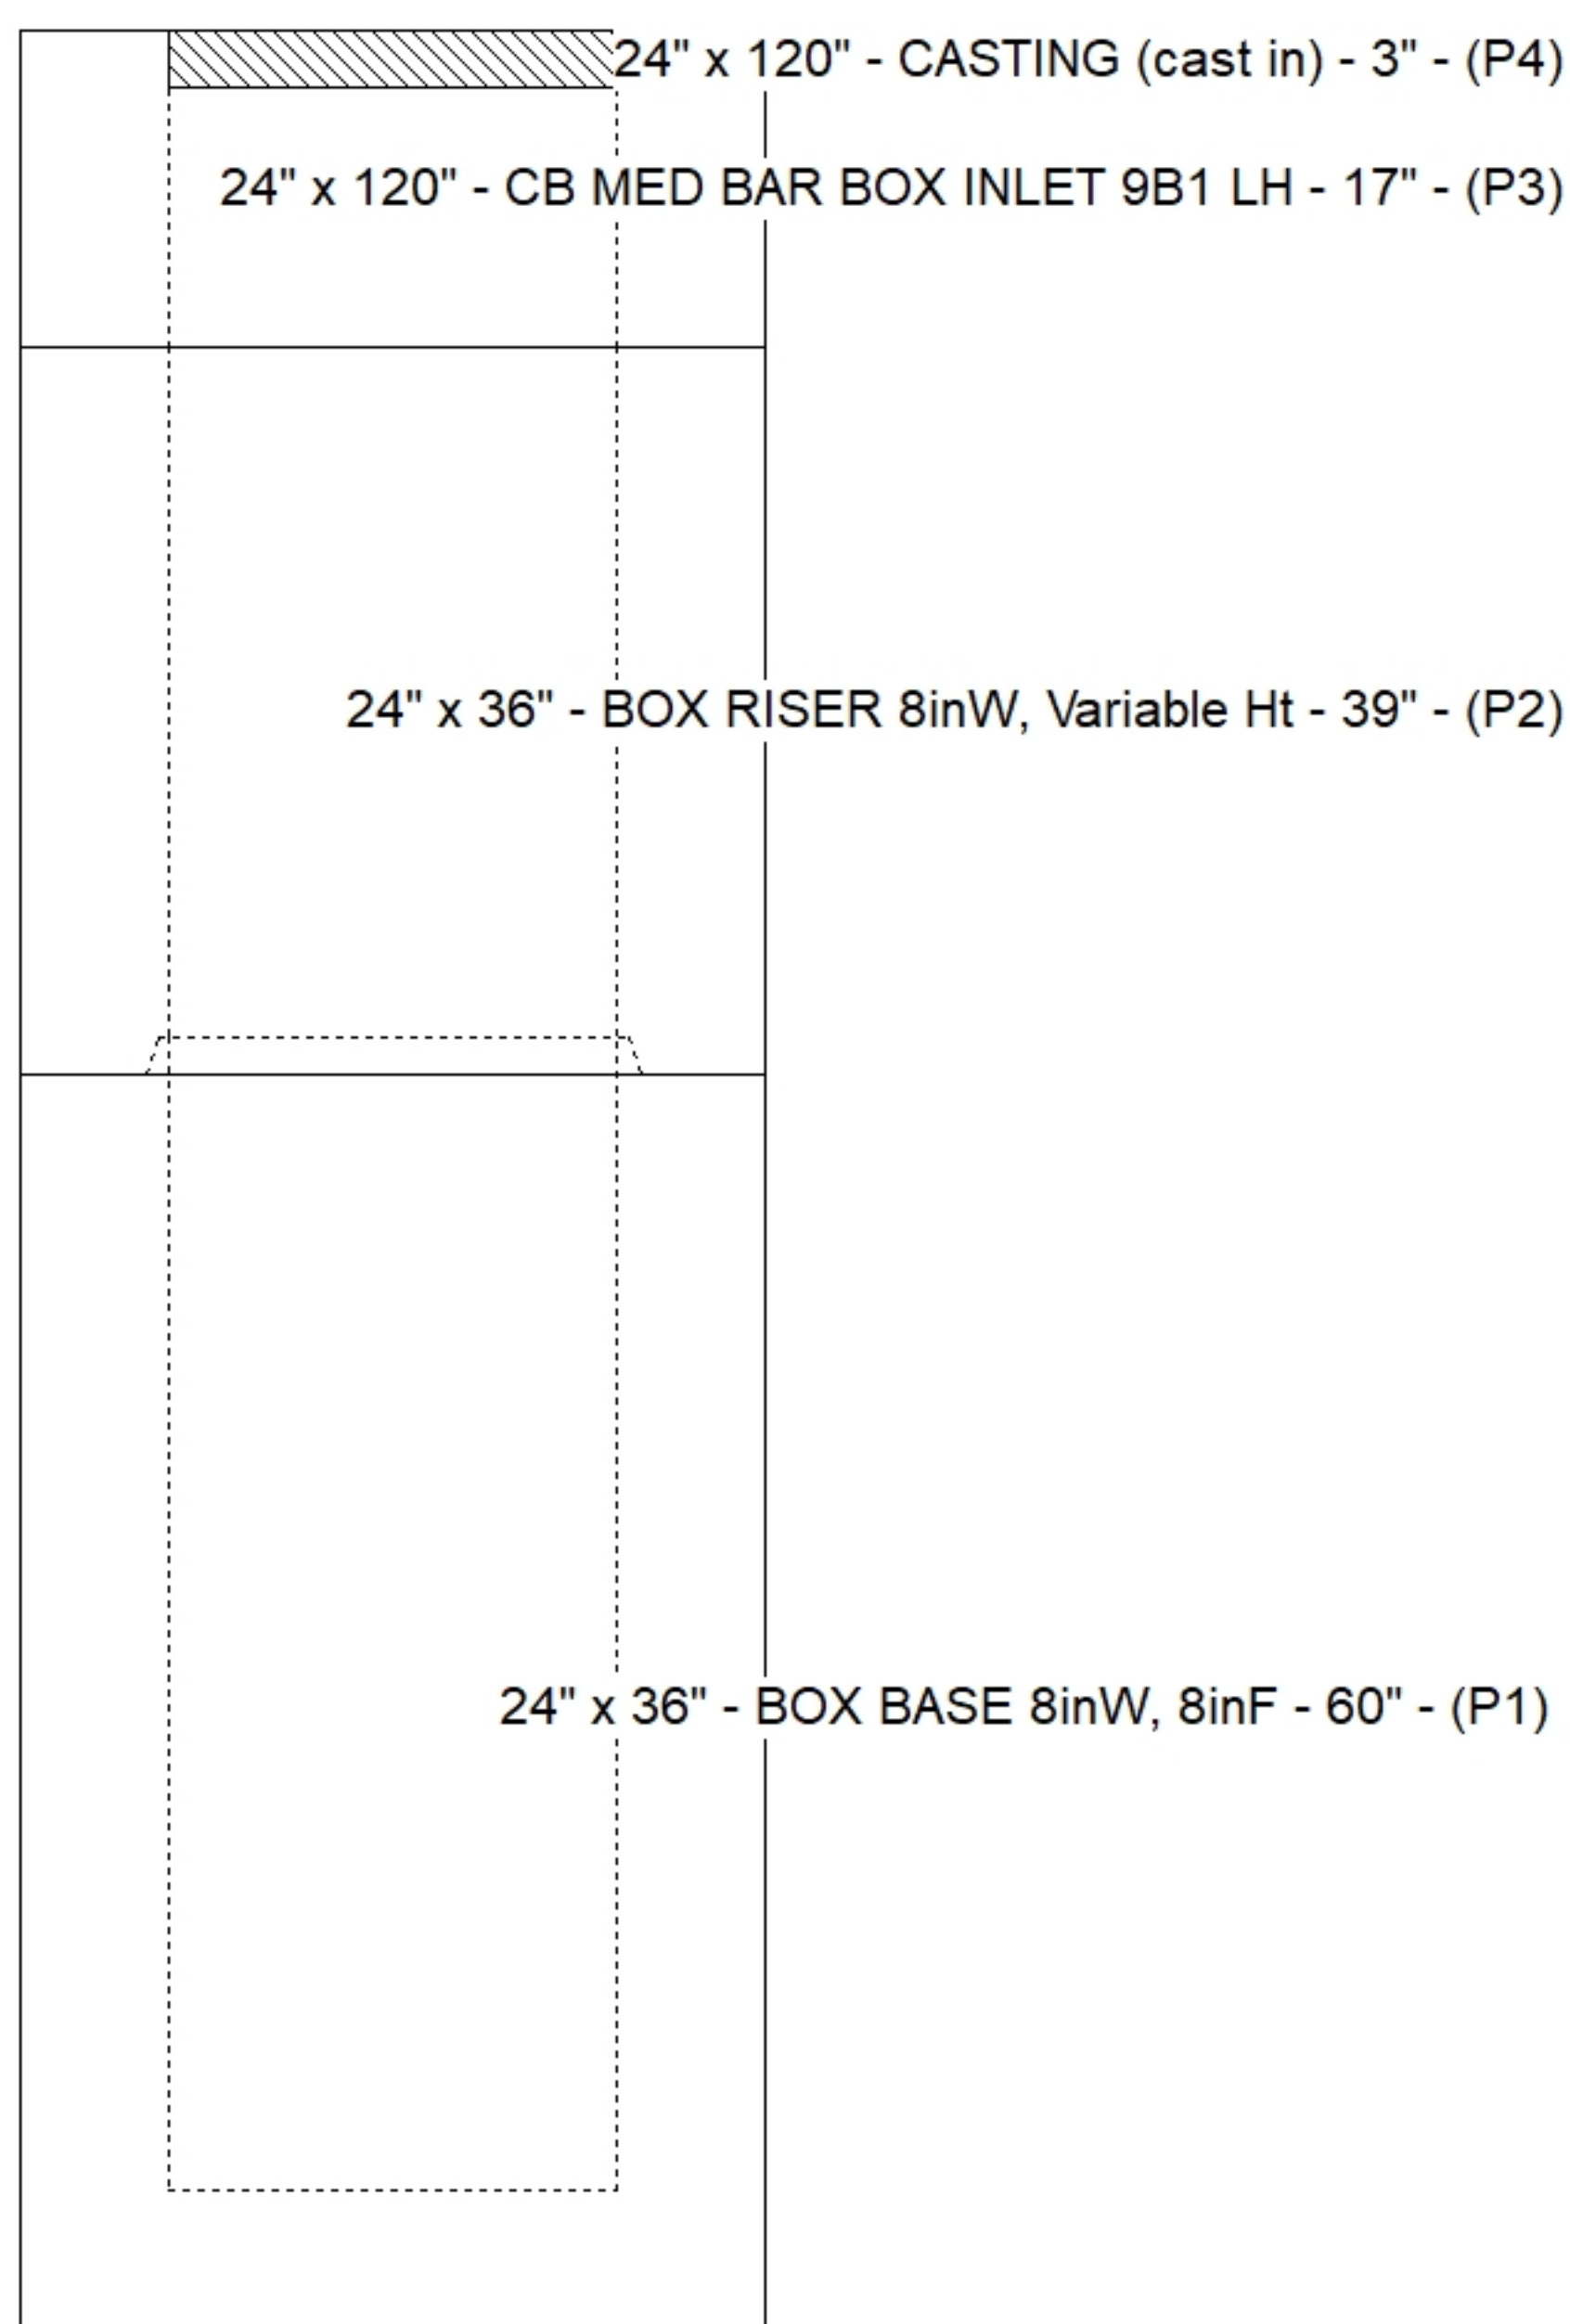 24" x 120" - CASTING (cast in) - 3" - (P4)
24" x 120" - CB MED BAR BOX INLET 9B1 LH - 17" - (P3)
24" x 36" - BOX RISER 8inW, Variable Ht - 39" - (P2)
24" x 36" - BOX BASE 8inW, 8inF - 60" - (P1)